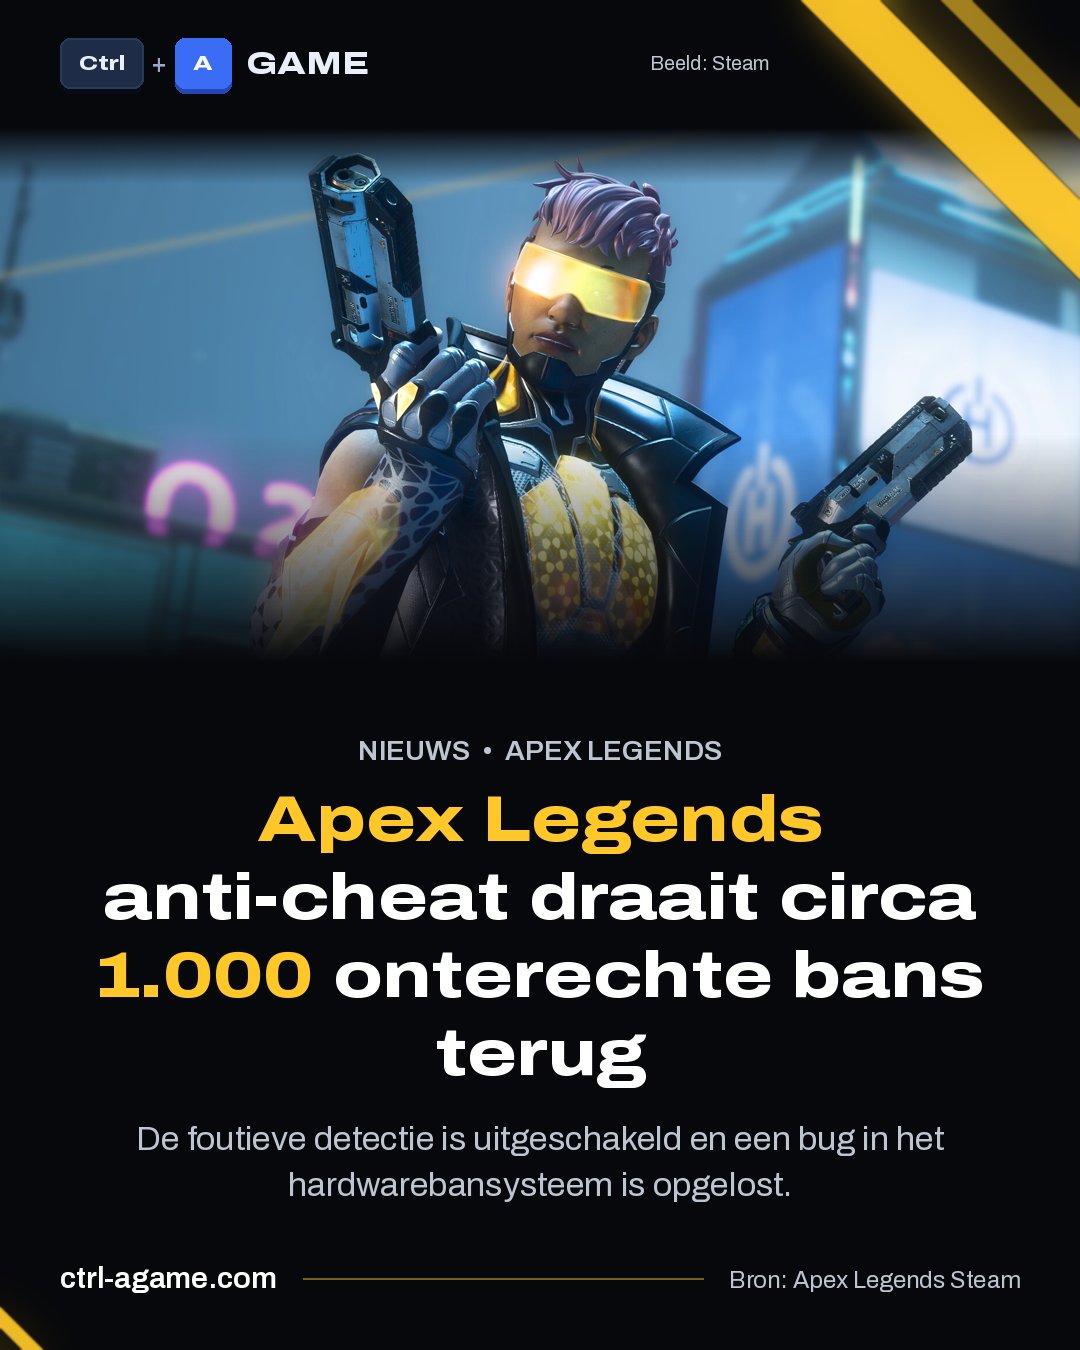 Ctrl + A GAME
Beeld: Steam
NIEUWS • APEX LEGENDS
Apex Legends
anti-cheat draait circa
1.000 onterechte bans
terug
De foutieve detectie is uitgeschakeld en een bug in het
hardwarebansysteem is opgelost.
ctrl-agame.com
Bron: Apex Legends Steam